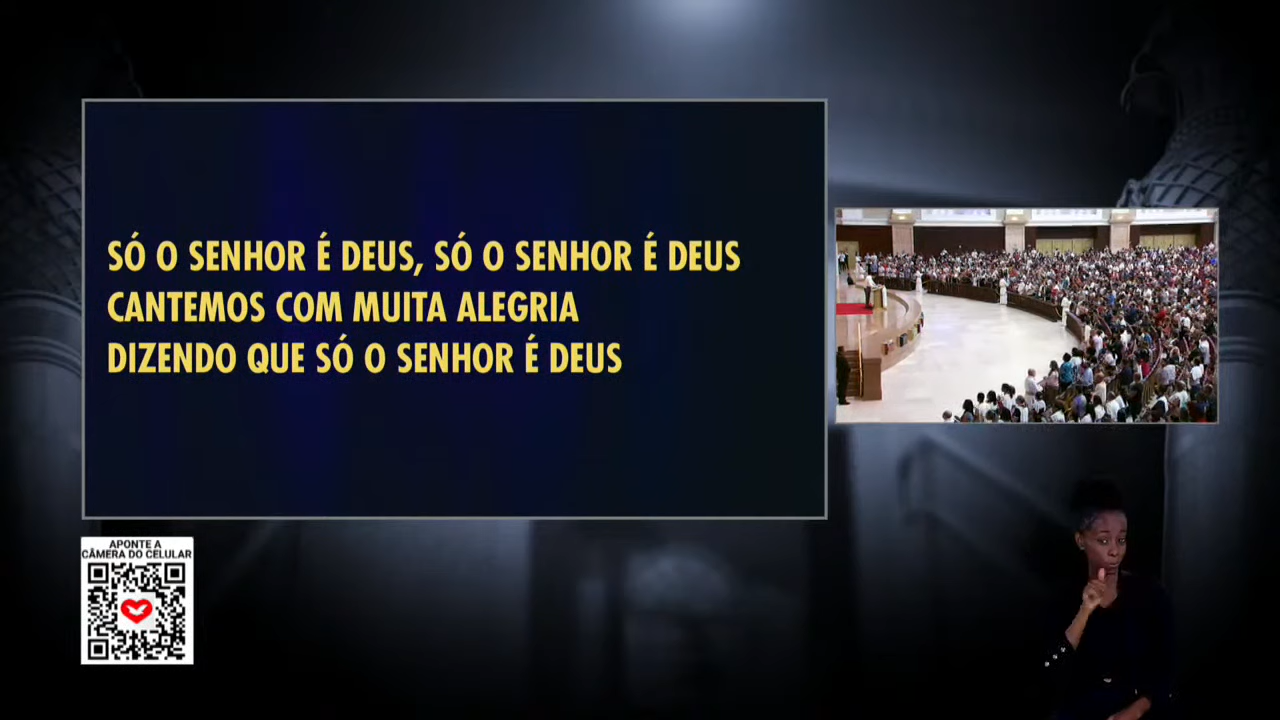 SÓ O SENHOR É DEUS, SÓ O SENHOR É DEUS
CANTEMOS COM MUITA ALEGRIA
DIZENDO QUE SÓ O SENHOR É DEUS
APONTE A
CÂMERA DO CELULAR